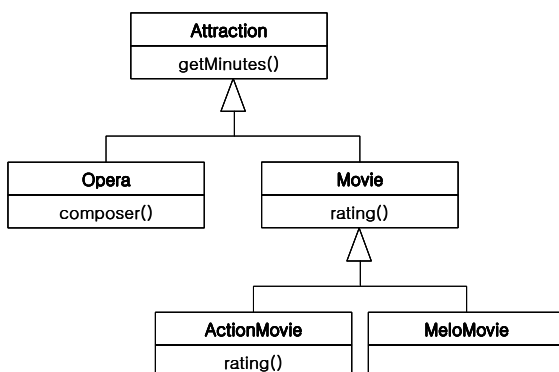 Attraction
getMinutes()
Opera
composer()
Movie
rating()
ActionMovie
rating()
MeloMovie